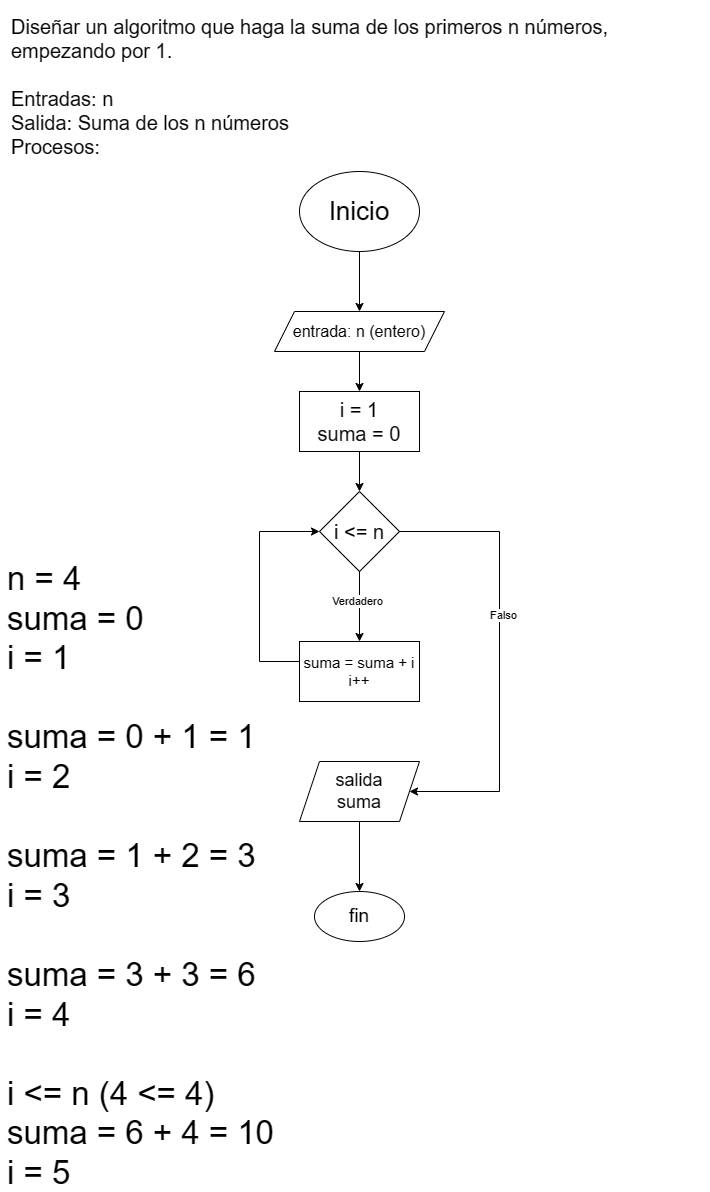 Diseñar un algoritmo que haga la suma de los primeros n números,
empezando por 1.
Entradas: n
Salida: Suma de los n números
Procesos:
Inicio
entrada: n (entero)
i = 1
suma = 0
i <= n
Verdadero
Falso
suma = suma + i
i++
salida
suma
fin
n = 4
suma = 0
i = 1
suma = 0 + 1 = 1
i = 2
suma = 1 + 2 = 3
i = 3
suma = 3 + 3 = 6
i = 4
i <= n (4 <= 4)
suma = 6 + 4 = 10
i = 5